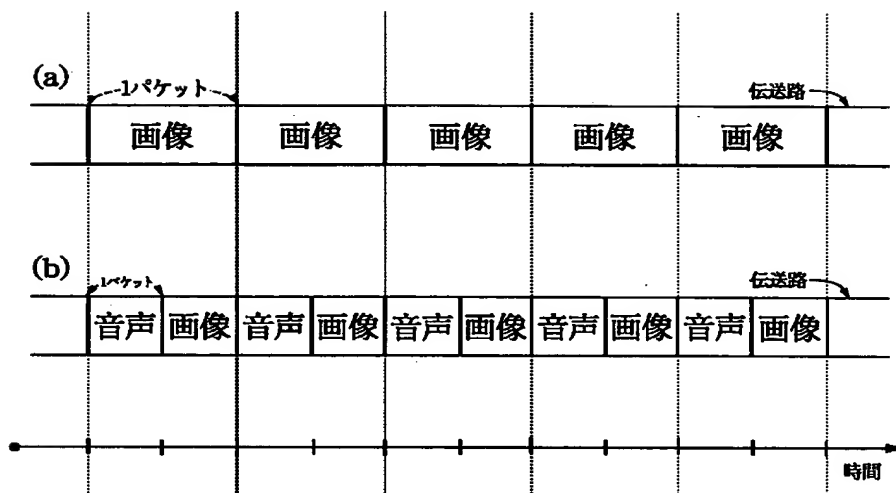 (a)
1パケット
伝送路
画像 画像 画像 画像 画像
(b)
1パケット
伝送路
音声 画像 音声 画像 音声 画像 音声 画像 音声 画像
時間